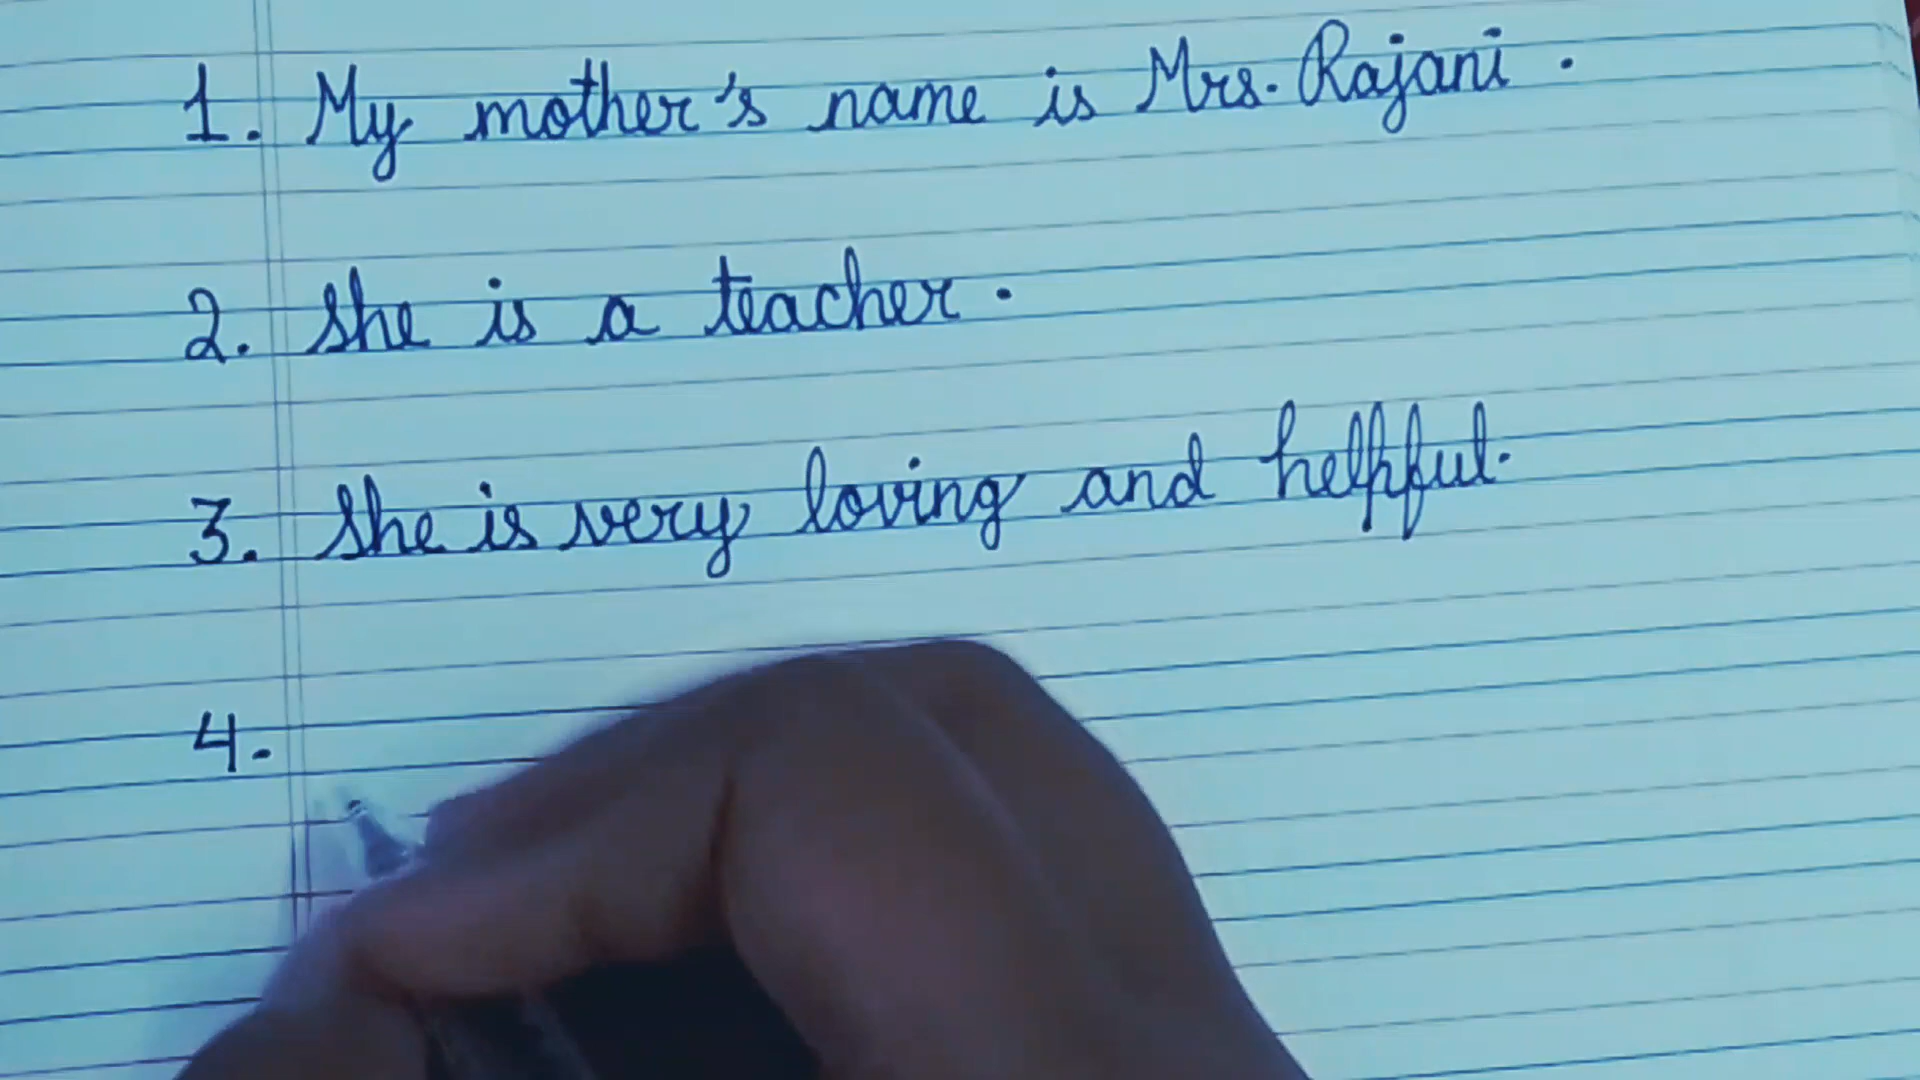 1. My mother's name is Mrs. Rajani.
2. She is a teacher.
3. She is very loving and helpful.
4.